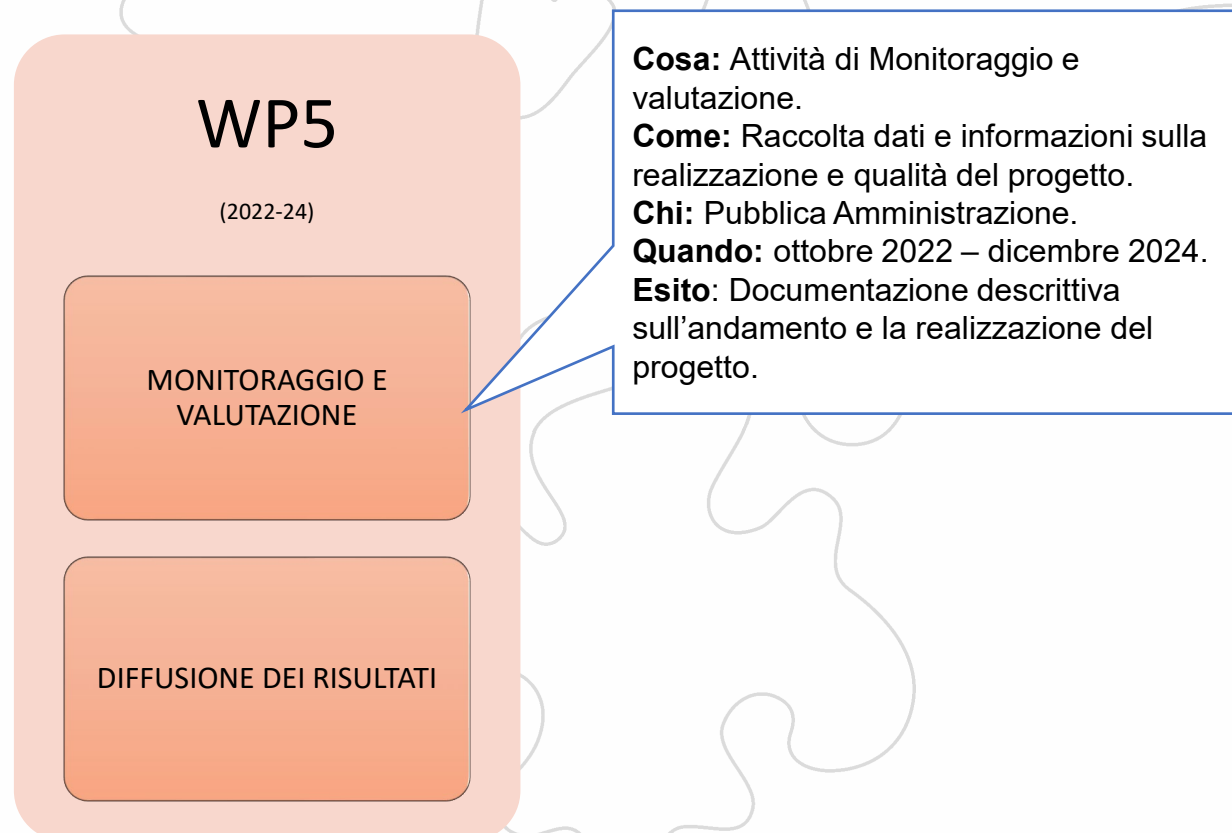 WP5
(2022-24)
MONITORAGGIO E
VALUTAZIONE
DIFFUSIONE DEI RISULTATI
Cosa: Attività di Monitoraggio e
valutazione.
Come: Raccolta dati e informazioni sulla
realizzazione e qualità del progetto.
Chi: Pubblica Amministrazione.
Quando: ottobre 2022 – dicembre 2024.
Esito: Documentazione descrittiva
sull’andamento e la realizzazione del
progetto.